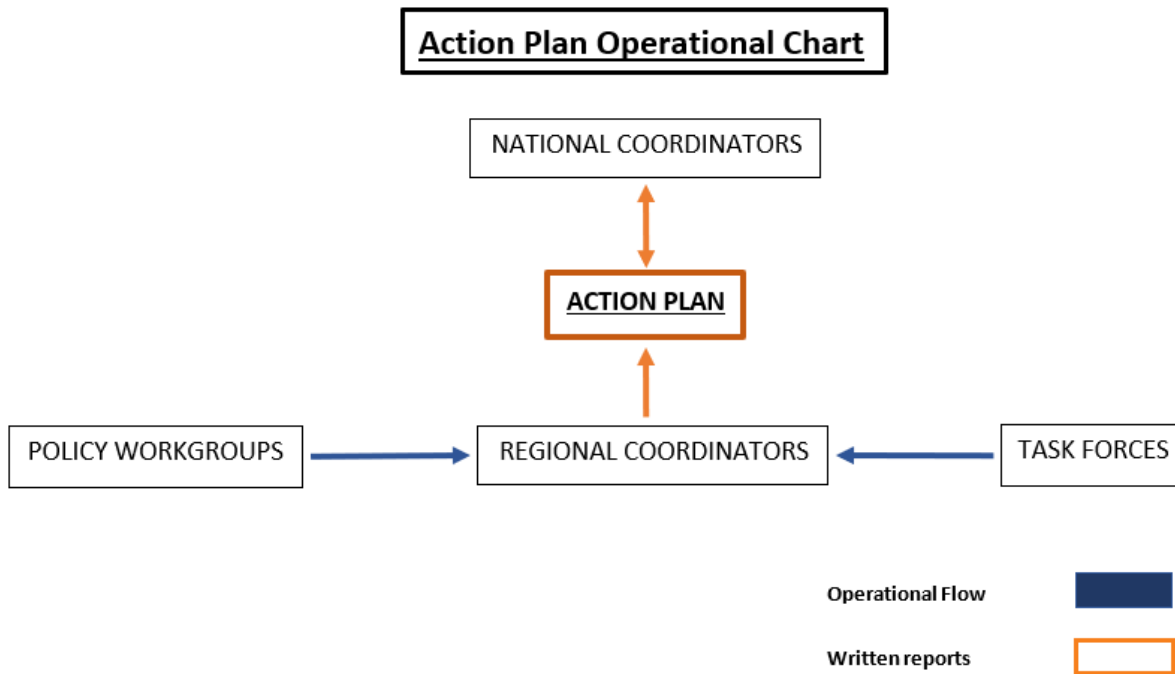 Action Plan Operational Chart
NATIONAL COORDINATORS
ACTION PLAN
POLICY WORKGROUPS
REGIONAL COORDINATORS
TASK FORCES
Operational Flow
Written reports